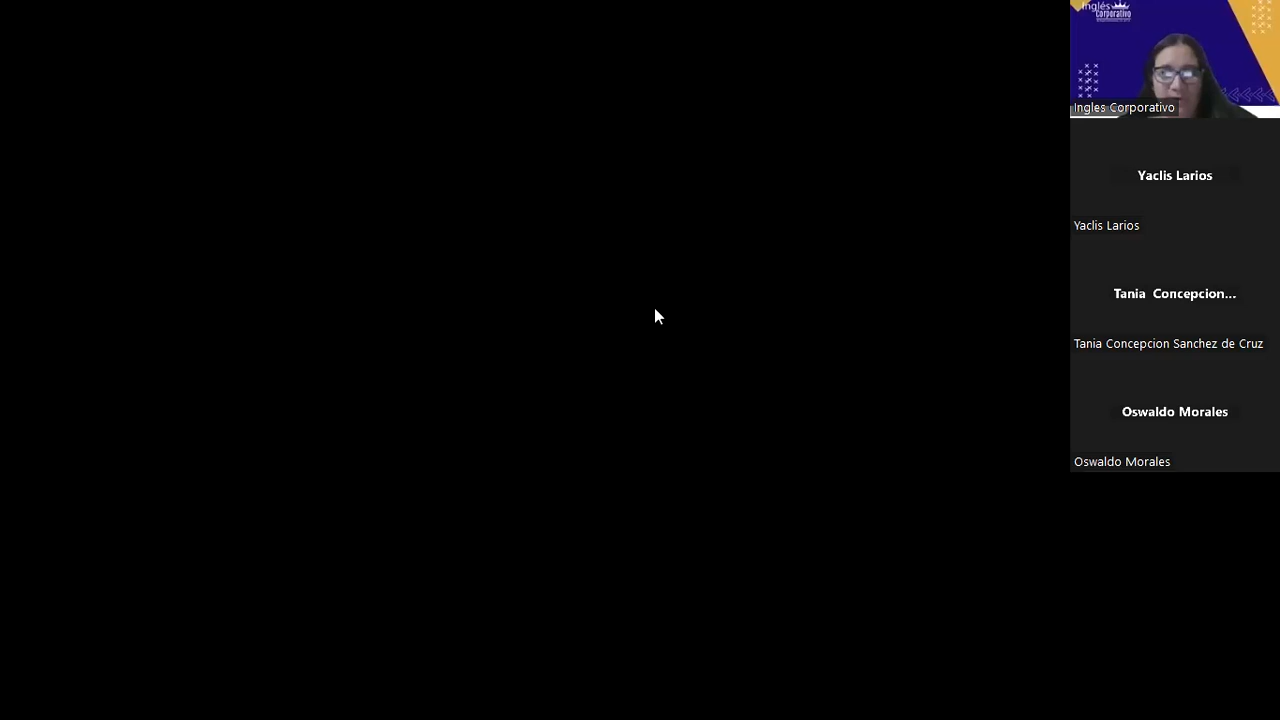 Inglés
Corporativo
Ingles Corporativo
Yaclis Larios
Yaclis Larios
Tania Concepcion...
Tania Concepcion Sanchez de Cruz
Oswaldo Morales
Oswaldo Morales